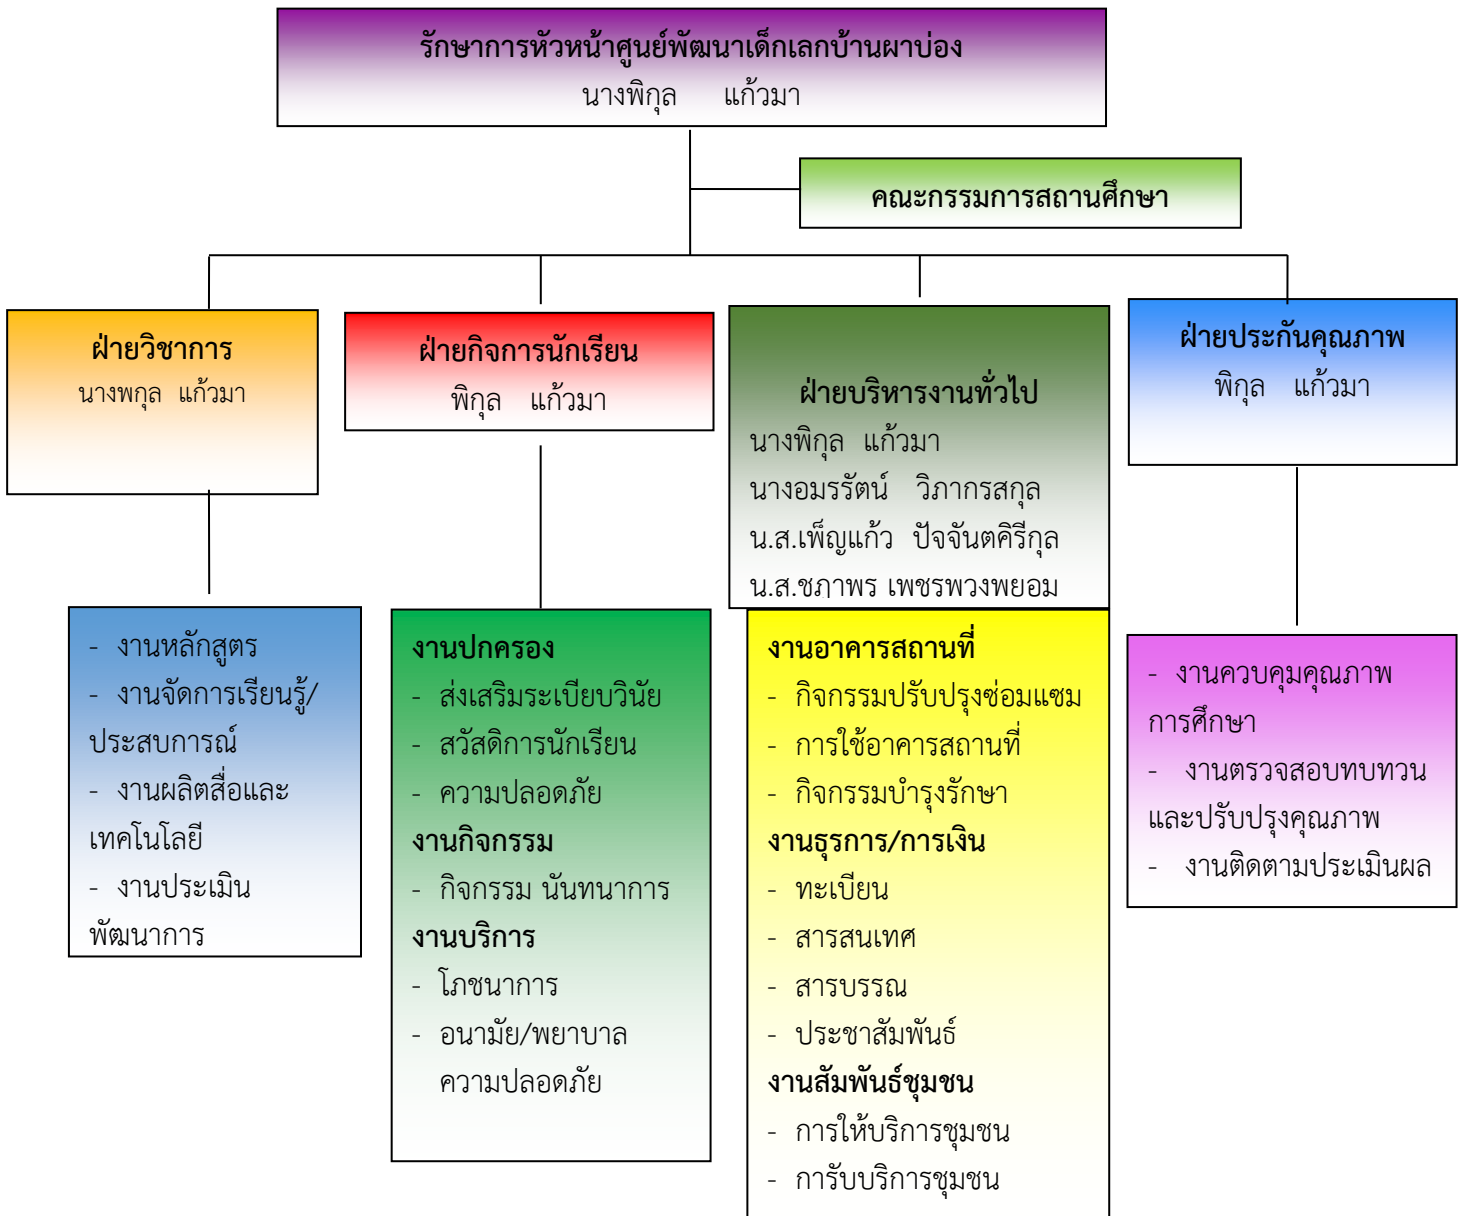 รักษาการหัวหน้าศูนย์พัฒนาเด็กเลกบ้านผาบ่อง
นางพิกุล แก้วมา
คณะกรรมการสถานศึกษา
ฝ่ายวิชาการ
นางพกุล แก้วมา
ฝ่ายกิจการนักเรียน
พิกุล แก้วมา
ฝ่ายบริหารงานทั่วไป
นางพิกุล แก้วมา
นางอมรรัตน์ วิภากรสกุล
น.ส.เพ็ญแก้ว ปัจจันตคิรีกุล
น.ส.ชฎาพร เพชรพวงพยอม
ฝ่ายประกันคุณภาพ
พิกุล แก้วมา
- งานหลักสูตร
- งานจัดการเรียนรู้/
ประสบการณ์
- งานผลิตสื่อและ
เทคโนโลยี
- งานประเมิน
พัฒนาการ
งานปกครอง
- ส่งเสริมระเบียบวินัย
- สวัสดิการนักเรียน
- ความปลอดภัย
งานกิจกรรม
- กิจกรรม นันทนาการ
งานบริการ
- โภชนาการ
- อนามัย/พยาบาล
ความปลอดภัย
งานอาคารสถานที่
- กิจกรรมปรับปรุงซ่อมแซม
- การใช้อาคารสถานที่
- กิจกรรมบำรุงรักษา
งานธุรการ/การเงิน
- ทะเบียน
- สารสนเทศ
- สารบรรณ
- ประชาสัมพันธ์
งานสัมพันธ์ชุมชน
- การให้บริการชุมชน
- การับบริการชุมชน
- งานควบคุมคุณภาพ
การศึกษา
- งานตรวจสอบทบทวน
และปรับปรุงคุณภาพ
- งานติดตามประเมินผล